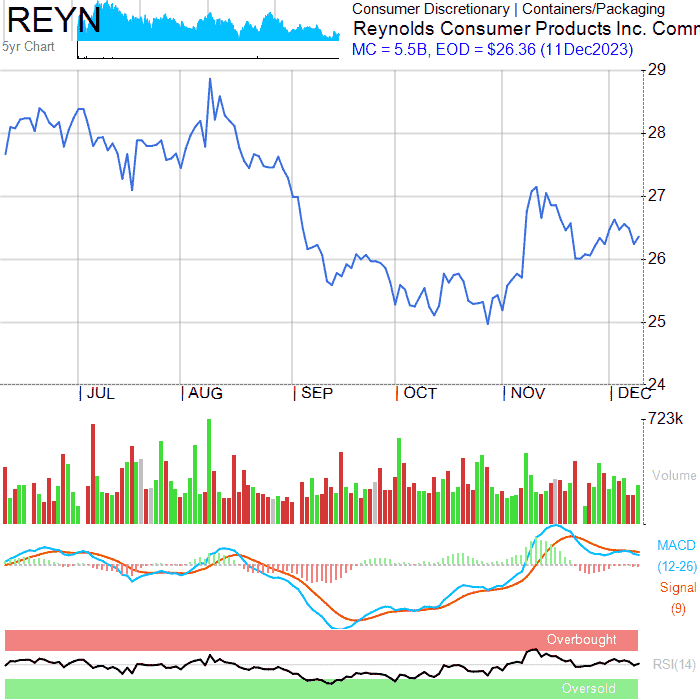 REYN
5yr Chart
Consumer Discretionary | Containers/Packaging
Reynolds Consumer Products Inc. Comm
MC = 5.5B, EOD = $26.36 (11Dec2023)
29
28
27
26
25
24
JUL
AUG
SEP
OCT
NOV
DEC
723k
Volume
MACD
(12-26)
Signal
(9)
Overbought
RSI(14)
Oversold